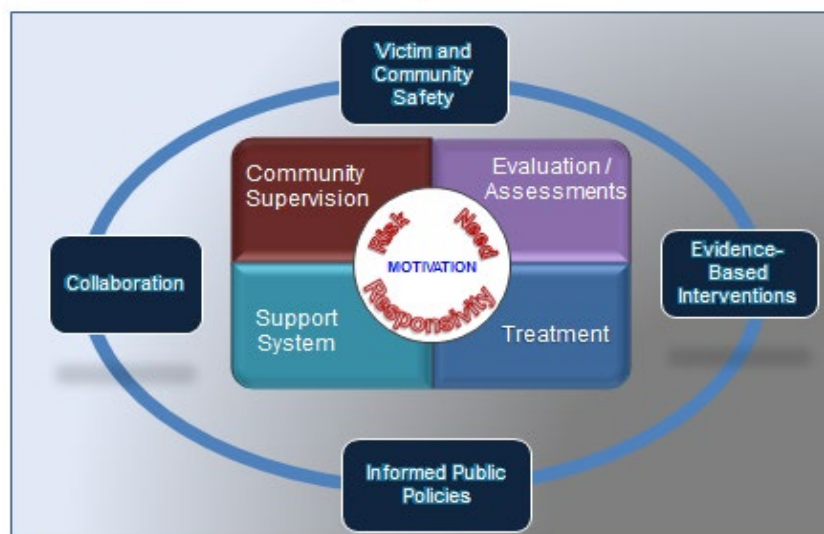 Victim and
Community
Safety
Community
Supervision
Evaluation /
Assessments
Risk
Need
MOTIVATION
Responsivity
Collaboration
Evidence-
Based
Interventions
Support
System
Treatment
Informed Public
Policies